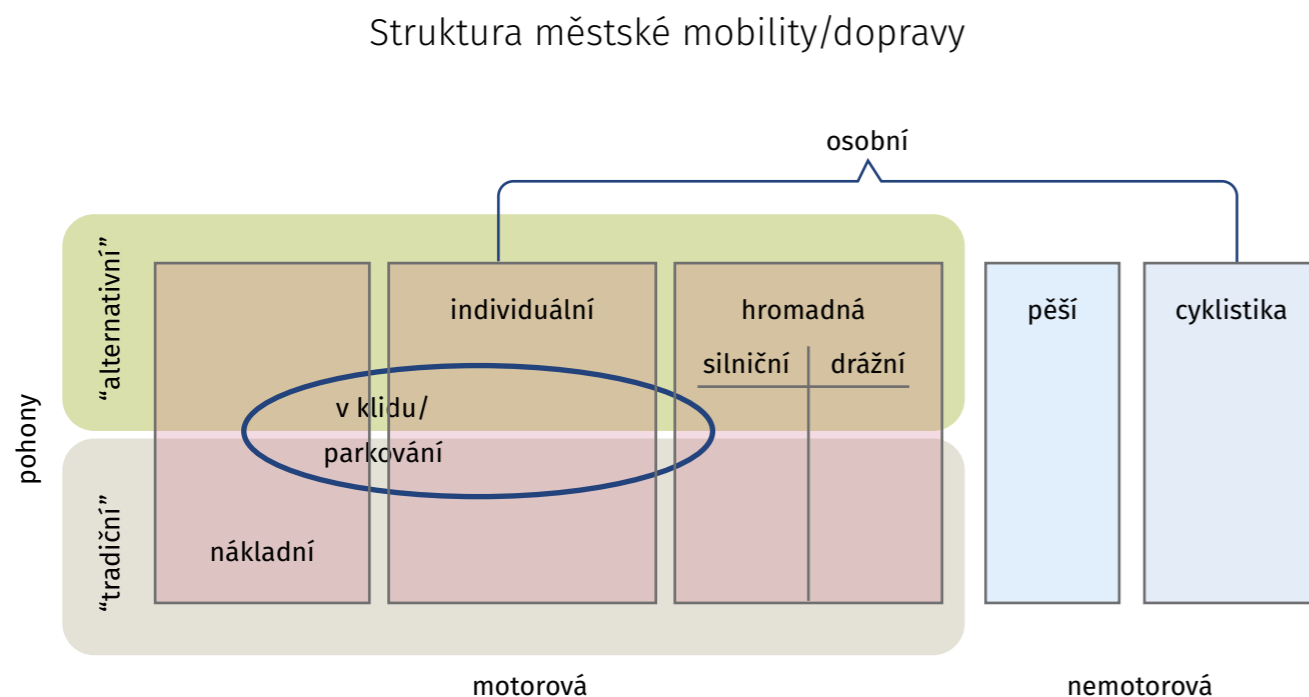 Struktura městské mobility/dopravy
osobní
pohony
“alternativní”
“tradiční”
individuální
hromadná
silniční
drážní
pěší
cyklistika
v klidu/
parkování
nákladní
motorová
nemotorová